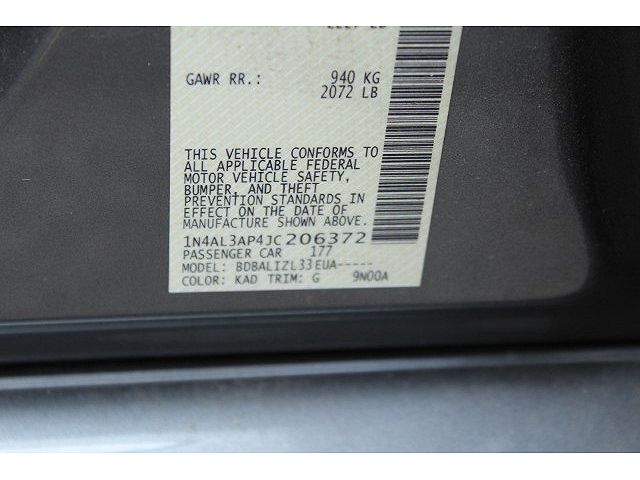 GAWR RR.: 940 KG
2072 LB
THIS VEHICLE CONFORMS TO
ALL APPLICABLE FEDERAL
MOTOR VEHICLE SAFETY,
BUMPER, AND THEFT
PREVENTION STANDARDS IN
EFFECT ON THE DATE OF
MANUFACTURE SHOWN ABOVE.
1N4AL3AP4JC206372
PASSENGER CAR 177
MODEL: BDBALIZL33EUA-----
COLOR: KAD TRIM: G 9N00A